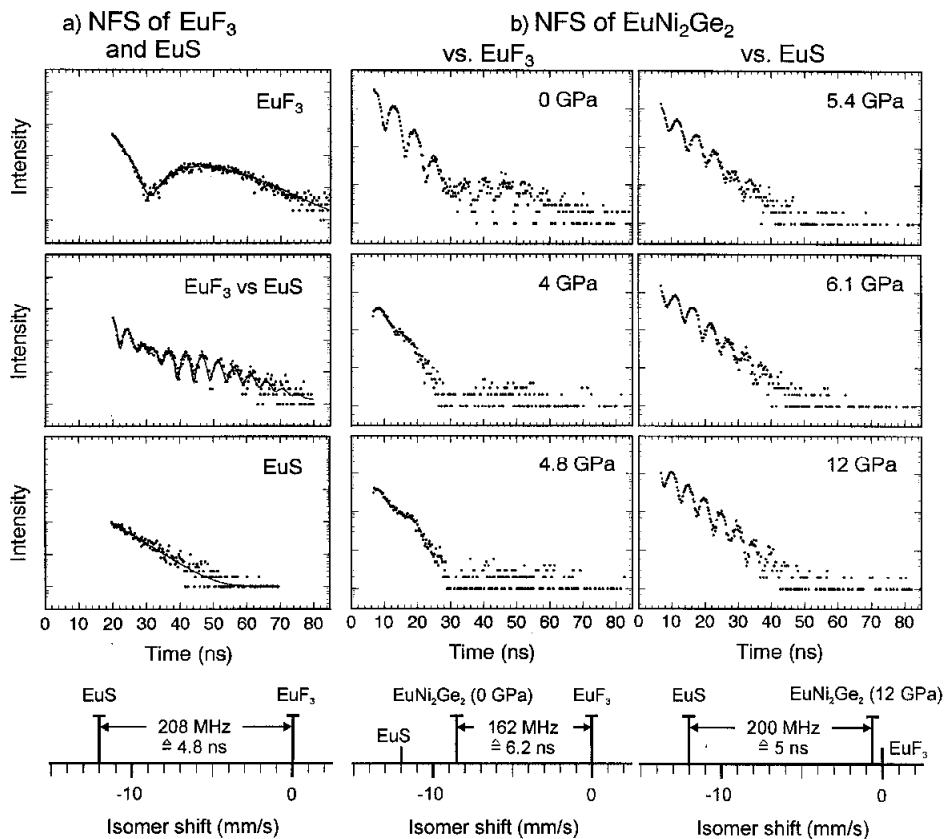 a) NFS of EuF₃
and EuS
b) NFS of EuNi₂Ge₂
vs. EuF₃
vs. EuS
Intensity
EuF₃
0 GPa
5.4 GPa
Intensity
EuF₃ vs EuS
4 GPa
6.1 GPa
Intensity
EuS
4.8 GPa
12 GPa
0 10 20 30 40 50 60 70 80
0 10 20 30 40 50 60 70 80
0 10 20 30 40 50 60 70 80
Time (ns)
Time (ns)
Time (ns)
EuS
EuF₃
208 MHz
≙ 4.8 ns
-10 0
Isomer shift (mm/s)
EuNi₂Ge₂ (0 GPa)
EuF₃
EuS
162 MHz
≙ 6.2 ns
-10 0
Isomer shift (mm/s)
EuS
EuNi₂Ge₂ (12 GPa)
200 MHz
≙ 5 ns
EuF₃
-10 0
Isomer shift (mm/s)